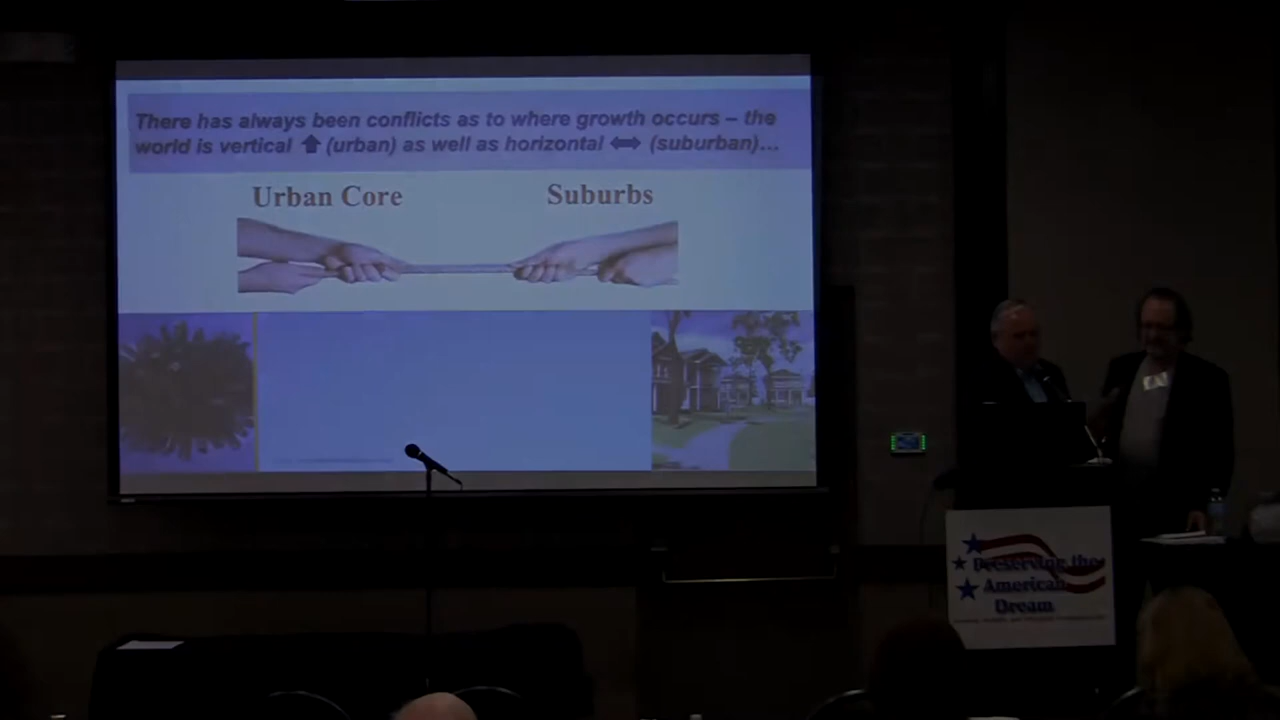 There has always been conflicts as to where growth occurs – the
world is vertical ⬆ (urban) as well as horizontal ⬌ (suburban)...
Urban Core
Suburbs
Preserving the
American
Dream